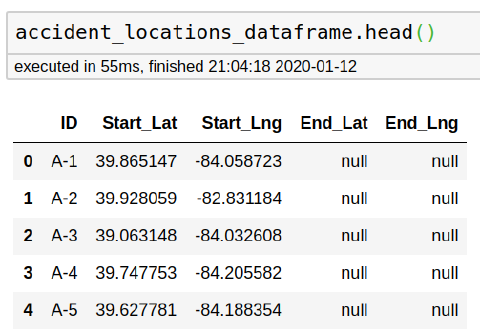 accident_locations_dataframe.head()
executed in 55ms, finished 21:04:18 2020-01-12
ID Start_Lat Start_Lng End_Lat End_Lng
0 A-1 39.865147 -84.058723 null null
1 A-2 39.928059 -82.831184 null null
2 A-3 39.063148 -84.032608 null null
3 A-4 39.747753 -84.205582 null null
4 A-5 39.627781 -84.188354 null null